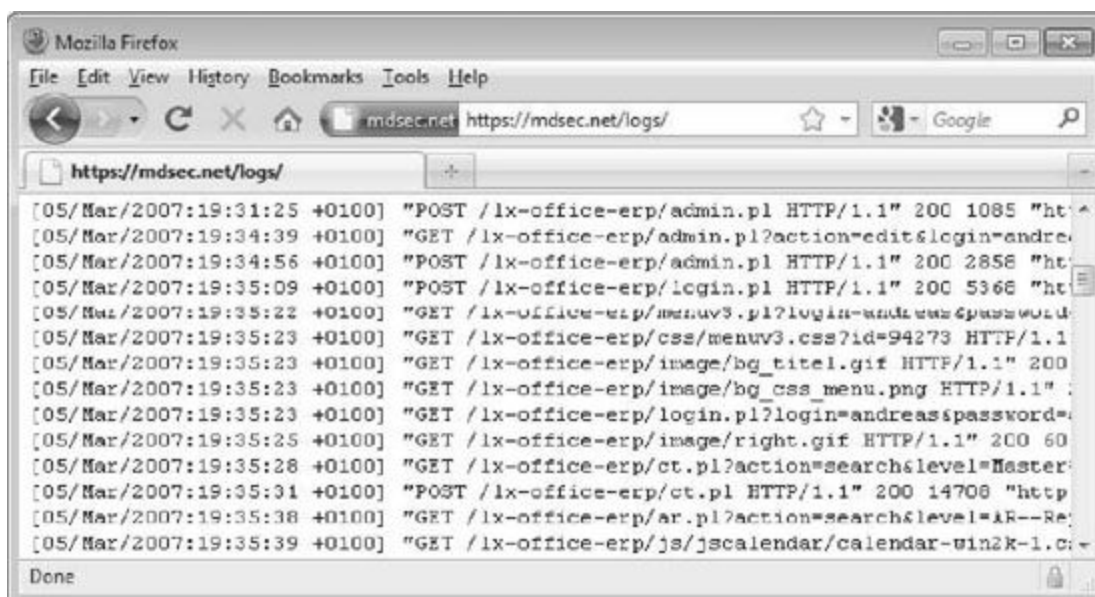 Mozilla Firefox
File Edit View History Bookmarks Tools Help
mdsec.net https://mdsec.net/logs/ Google
https://mdsec.net/logs/
[05/Mar/2007:19:31:25 +0100] "POST /lx-office-erp/admin.pl HTTP/1.1" 200 1085 "ht
[05/Mar/2007:19:34:39 +0100] "GET /lx-office-erp/admin.pl?action=edit&login=andrea
[05/Mar/2007:19:34:56 +0100] "POST /lx-office-erp/admin.pl HTTP/1.1" 200 2858 "ht
[05/Mar/2007:19:35:09 +0100] "POST /lx-office-erp/login.pl HTTP/1.1" 200 5368 "ht
[05/Mar/2007:19:35:22 +0100] "GET /lx-office-erp/menuv3.pl?login=andreas&password
[05/Mar/2007:19:35:23 +0100] "GET /lx-office-erp/css/menuv3.css?id=94273 HTTP/1.1
[05/Mar/2007:19:35:23 +0100] "GET /lx-office-erp/image/bg_titel.gif HTTP/1.1" 200
[05/Mar/2007:19:35:23 +0100] "GET /lx-office-erp/image/bg_css_menu.png HTTP/1.1"
[05/Mar/2007:19:35:23 +0100] "GET /lx-office-erp/login.pl?login=andreas&password=
[05/Mar/2007:19:35:25 +0100] "GET /lx-office-erp/image/right.gif HTTP/1.1" 200 60
[05/Mar/2007:19:35:28 +0100] "GET /lx-office-erp/ct.pl?action=search&level=Master
[05/Mar/2007:19:35:31 +0100] "POST /lx-office-erp/ct.pl HTTP/1.1" 200 14708 "http
[05/Mar/2007:19:35:38 +0100] "GET /lx-office-erp/ar.pl?action=search&level=AR--Re
[05/Mar/2007:19:35:39 +0100] "GET /lx-office-erp/js/jscalendar/calendar-win2k-1.c
Done